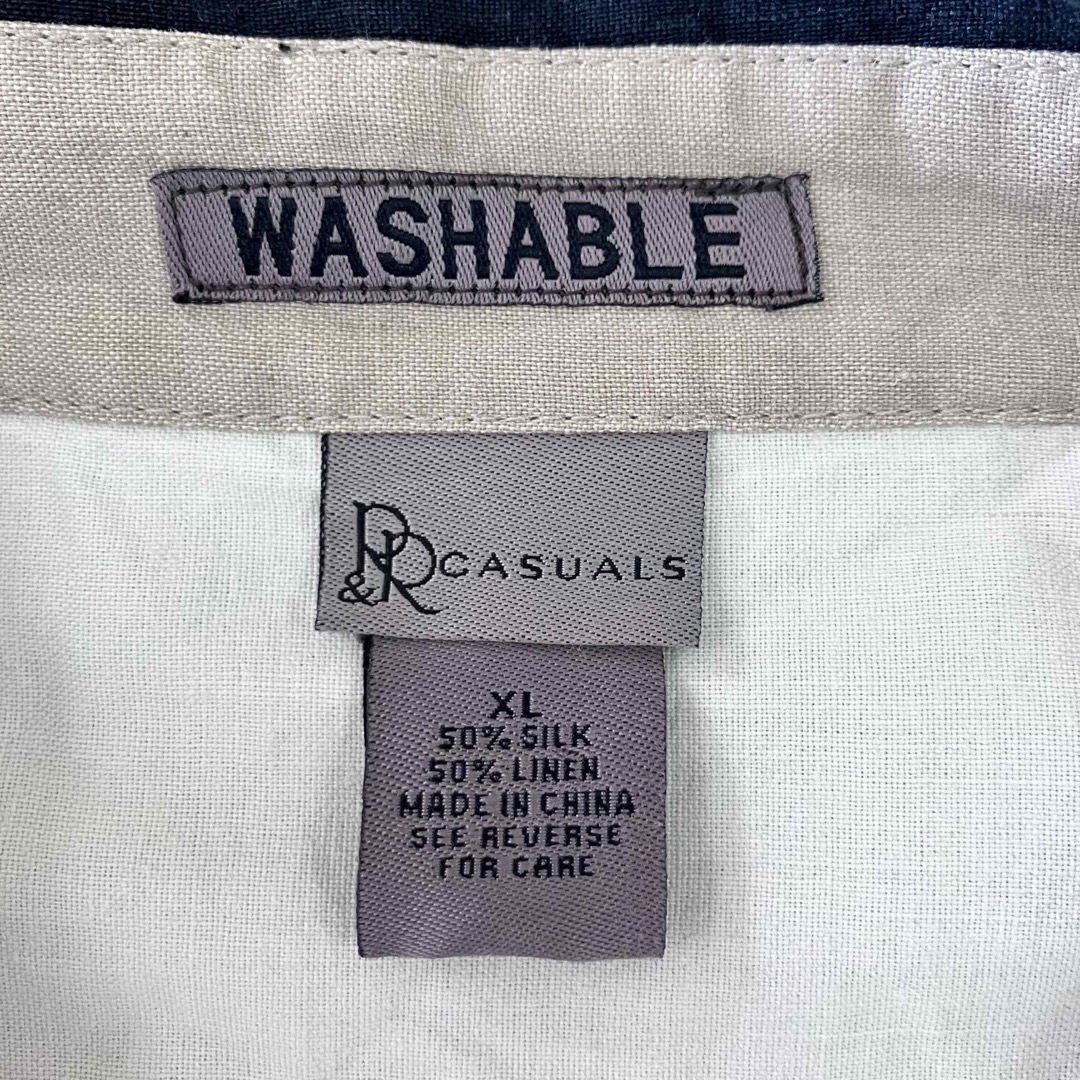 WASHABLE
R&R CASUALS
XL
50% SILK
50% LINEN
MADE IN CHINA
SEE REVERSE
FOR CARE